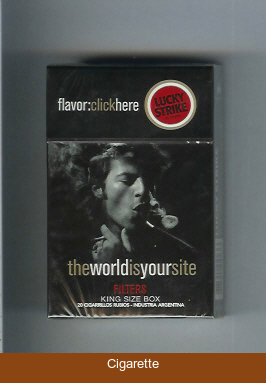 flavor:clickhere
LUCKY
STRIKE
theworldisyoursite
FILTERS
KING SIZE BOX
20 CIGARRILLOS RUBIOS - INDUSTRIA ARGENTINA
Cigarette